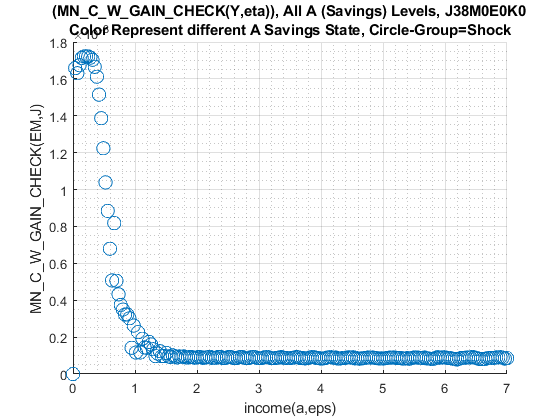 (MN_C_W_GAIN_CHECK(Y,eta)), All A (Savings) Levels, J38M0E0K0
Color Represent different A Savings State, Circle-Group=Shock
1.8
1.6
1.4
1.2
1
0.8
0.6
0.4
0.2
0
MN_C_W_GAIN_CHECK(EM,J)
0 1 2 3 4 5 6 7
income(a,eps)